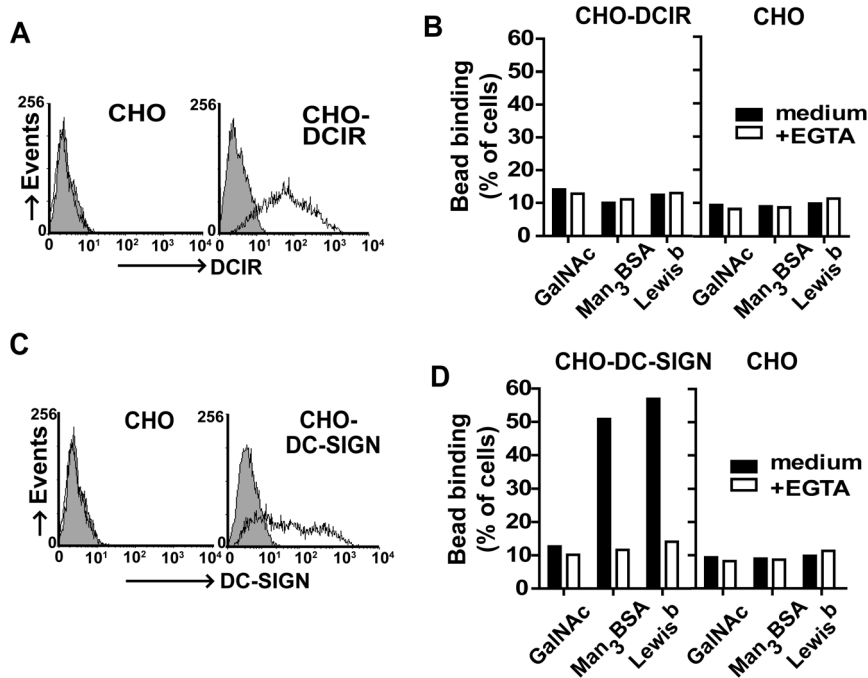 A
256
Events
0
CHO
0 10¹ 10² 10³ 10⁴
DCIR
256
0
CHO-
DCIR
0 10¹ 10² 10³ 10⁴
B
CHO-DCIR
CHO
Bead binding
(% of cells)
60
50
40
30
20
10
0
medium
+EGTA
GalNAc
Man₃BSA
Lewisᵇ
GalNAc
Man₃BSA
Lewisᵇ
C
256
Events
0
CHO
0 10¹ 10² 10³ 10⁴
DC-SIGN
256
0
CHO-
DC-SIGN
0 10¹ 10² 10³ 10⁴
D
CHO-DC-SIGN
CHO
Bead binding
(% of cells)
60
50
40
30
20
10
0
medium
+EGTA
GalNAc
Man₃BSA
Lewisᵇ
GalNAc
Man₃BSA
Lewisᵇ